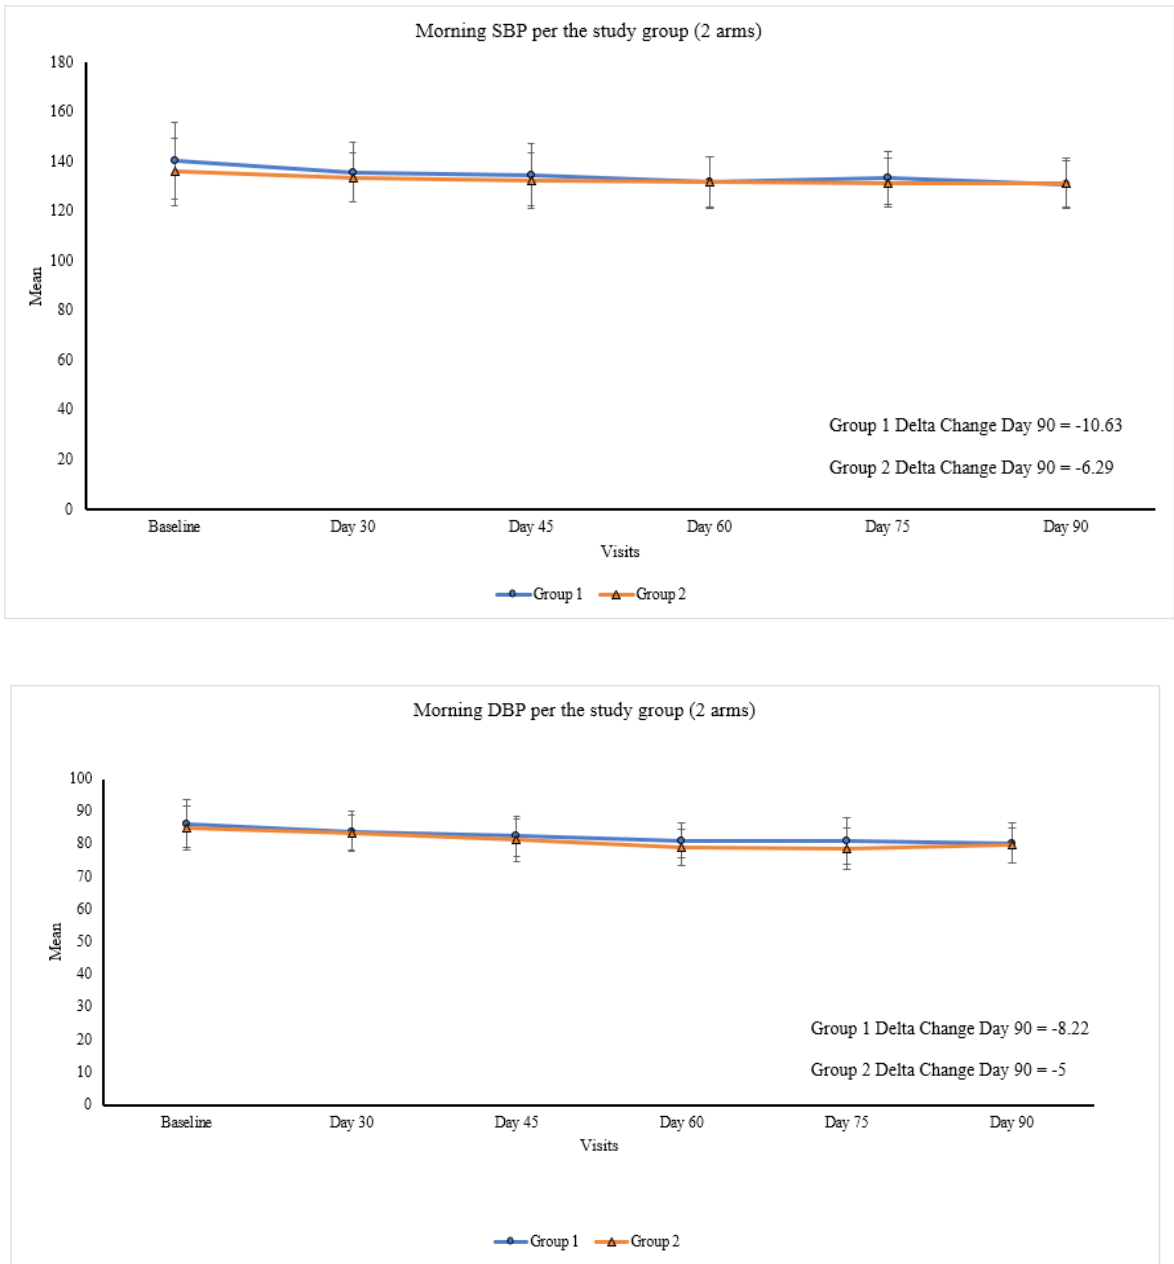 Morning SBP per the study group (2 arms)
180
160
140
120
100
80
60
40
20
0
Mean
Group 1 Delta Change Day 90 = -10.63
Group 2 Delta Change Day 90 = -6.29
Baseline Day 30 Day 45 Day 60 Day 75 Day 90
Visits
Group 1 Group 2
Morning DBP per the study group (2 arms)
100
90
80
70
60
50
40
30
20
10
0
Mean
Group 1 Delta Change Day 90 = -8.22
Group 2 Delta Change Day 90 = -5
Baseline Day 30 Day 45 Day 60 Day 75 Day 90
Visits
Group 1 Group 2